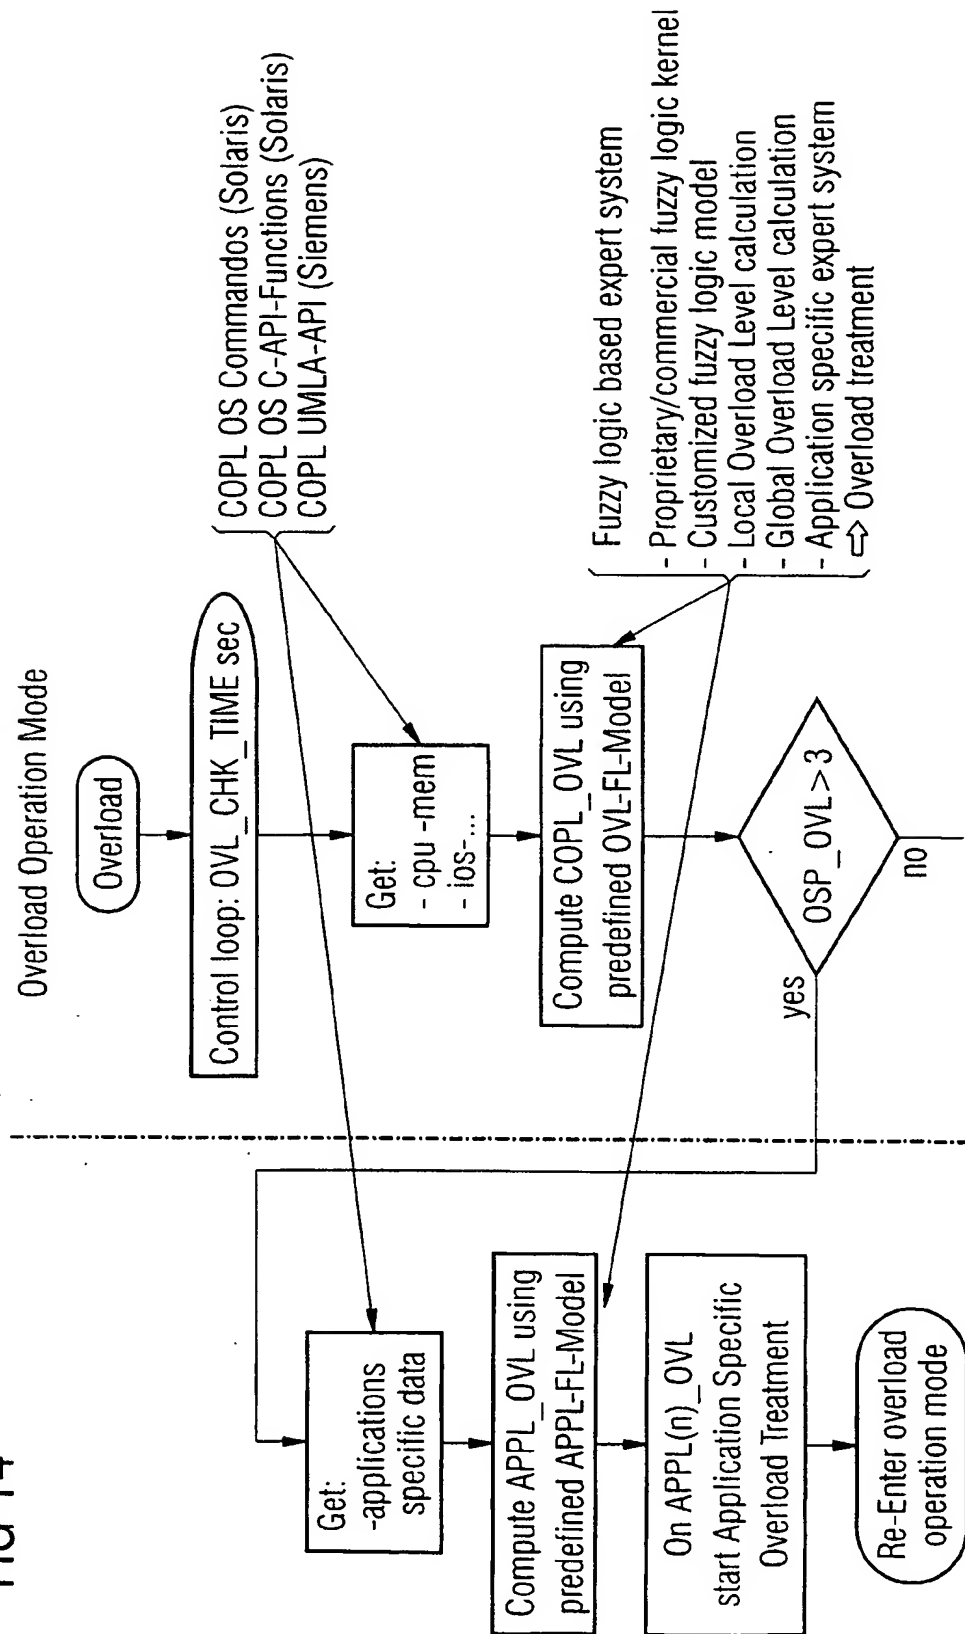 FIG 14
Overload Operation Mode
Overload
Control loop: OVL_CHK_TIME sec
Get:
- cpu -mem
- ios-...
Compute COPL_OVL using
predefined OVL-FL-Model
OSP_OVL > 3
yes
no
COPL OS Commandos (Solaris)
COPL OS C-API-Functions (Solaris)
COPL UMLA-API (Siemens)
Fuzzy logic based expert system
- Proprietary/commercial fuzzy logic kernel
- Customized fuzzy logic model
- Local Overload Level calculation
- Global Overload Level calculation
- Application specific expert system
⇨ Overload treatment
Get:
-applications
specific data
Compute APPL_OVL using
predefined APPL-FL-Model
On APPL(n)_OVL
start Application Specific
Overload Treatment
Re-Enter overload
operation mode